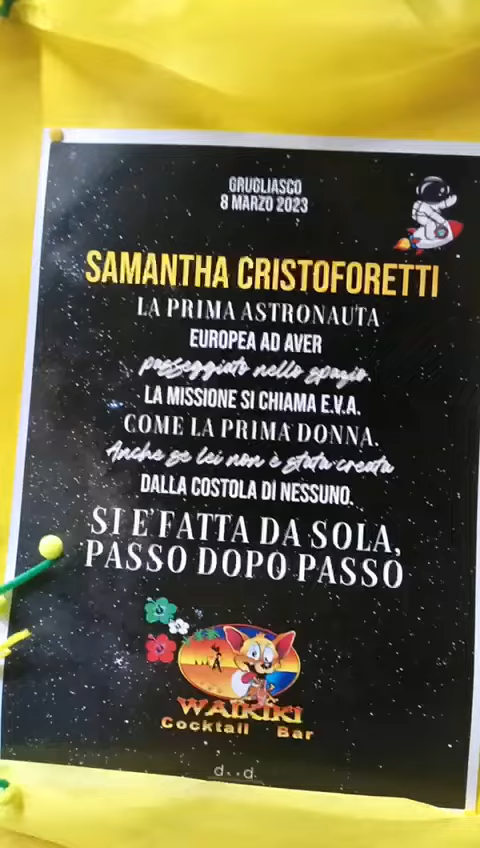 GRUGLIASCO
8 MARZO 2023
SAMANTHA CRISTOFORETTI
LA PRIMA ASTRONAUTA
EUROPEA AD AVER
passeggiato nello spazio.
LA MISSIONE SI CHIAMA E.V.A.
COME LA PRIMA DONNA.
Anche se lei non è stata creata
DALLA COSTOLA DI NESSUNO.
SI E' FATTA DA SOLA,
PASSO DOPO PASSO
WAIKIKI
Cocktail Bar